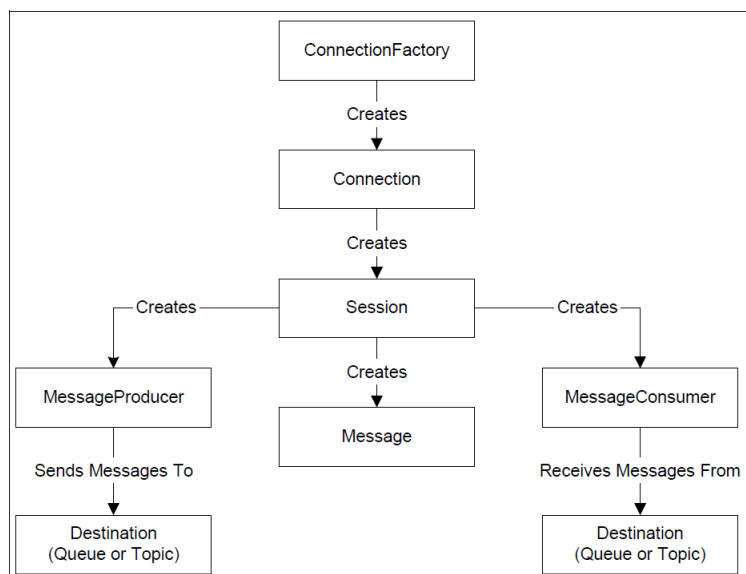 ConnectionFactory
Creates
Connection
Creates
Creates
Session
Creates
Creates
MessageProducer
MessageConsumer
Message
Sends Messages To
Receives Messages From
Destination
(Queue or Topic)
Destination
(Queue or Topic)